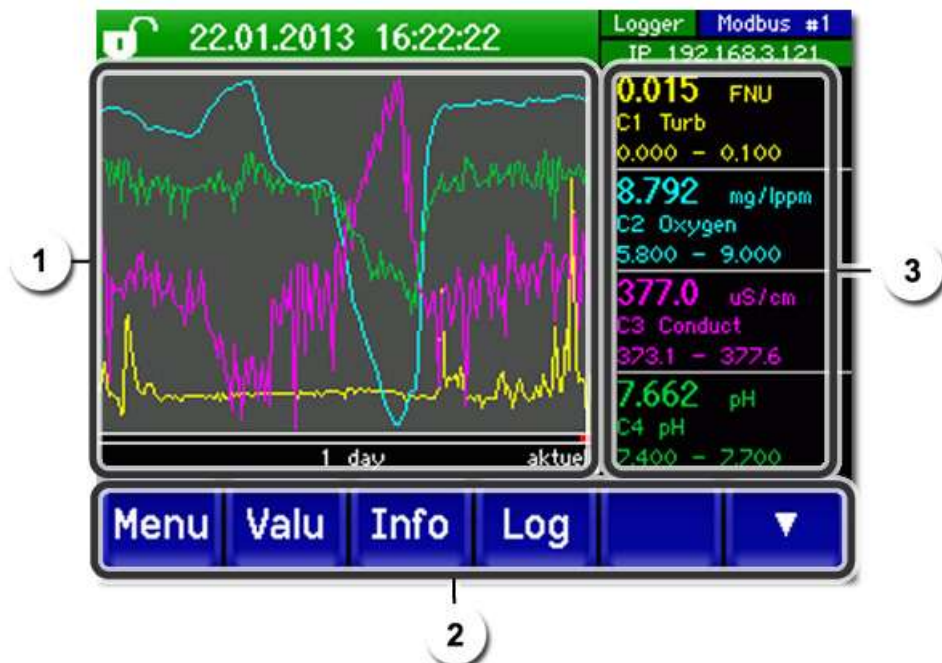 22.01.2013 16:22:22
Logger Modbus #1
IP 192.168.3.121
0.015 FNU
C1 Turb
0.000 - 0.100
8.792 mg/lppm
C2 Oxygen
5.800 - 9.000
377.0 uS/cm
C3 Conduct
373.1 - 377.6
7.662 pH
C4 pH
7.400 - 7.700
1 day aktuel
Menu Valu Info Log ▼
1
2
3